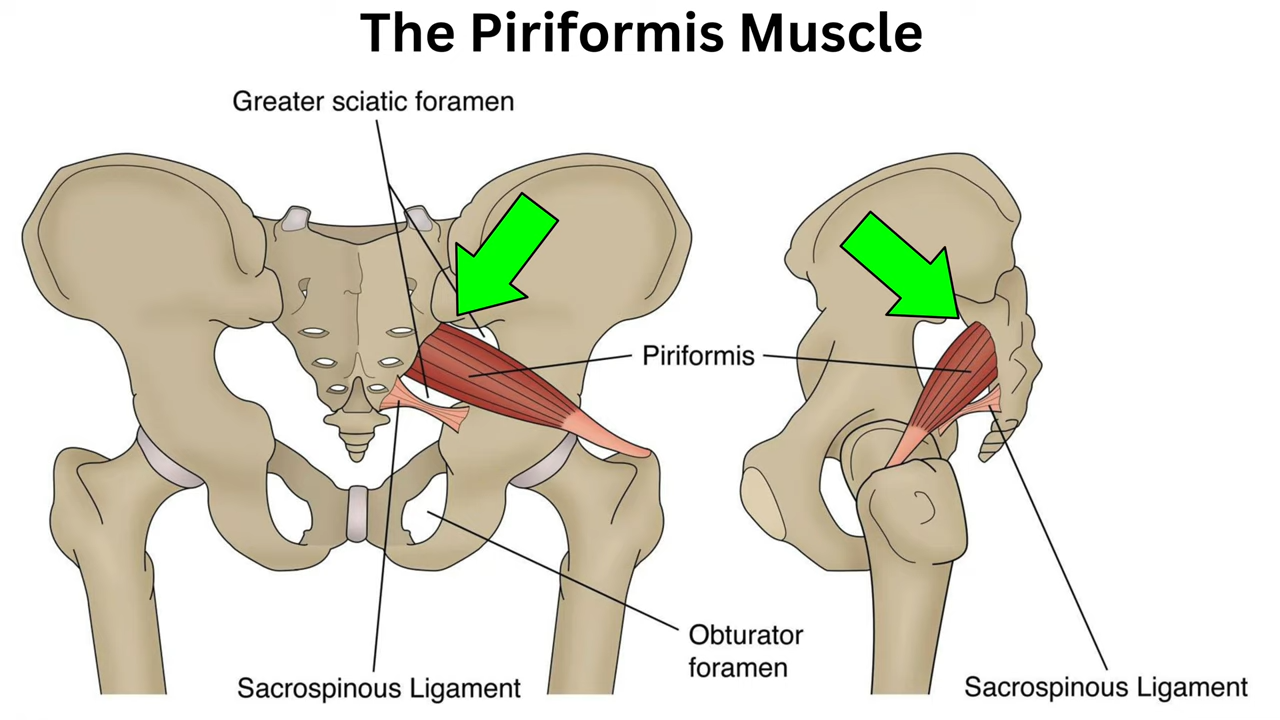 The Piriformis Muscle
Greater sciatic foramen
Piriformis
Obturator
foramen
Sacrospinous Ligament
Sacrospinous Ligament